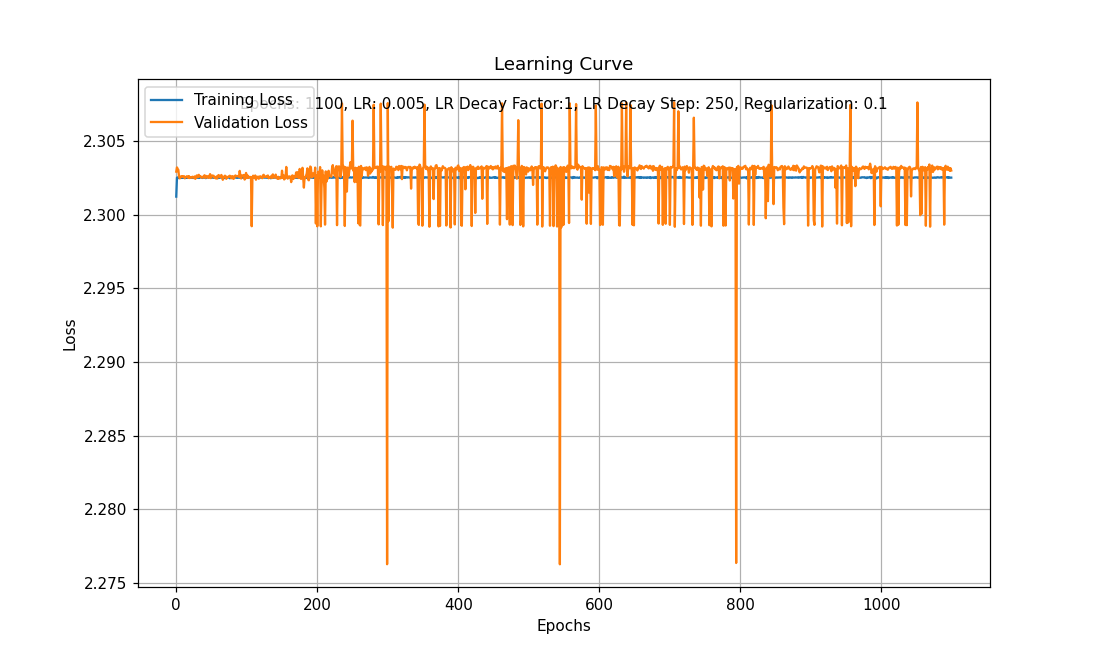 Learning Curve
Training Loss
Validation Loss
Epochs: 1100, LR: 0.005, LR Decay Factor:1, LR Decay Step: 250, Regularization: 0.1
2.305
2.300
2.295
2.290
2.285
2.280
2.275
Loss
0 200 400 600 800 1000
Epochs